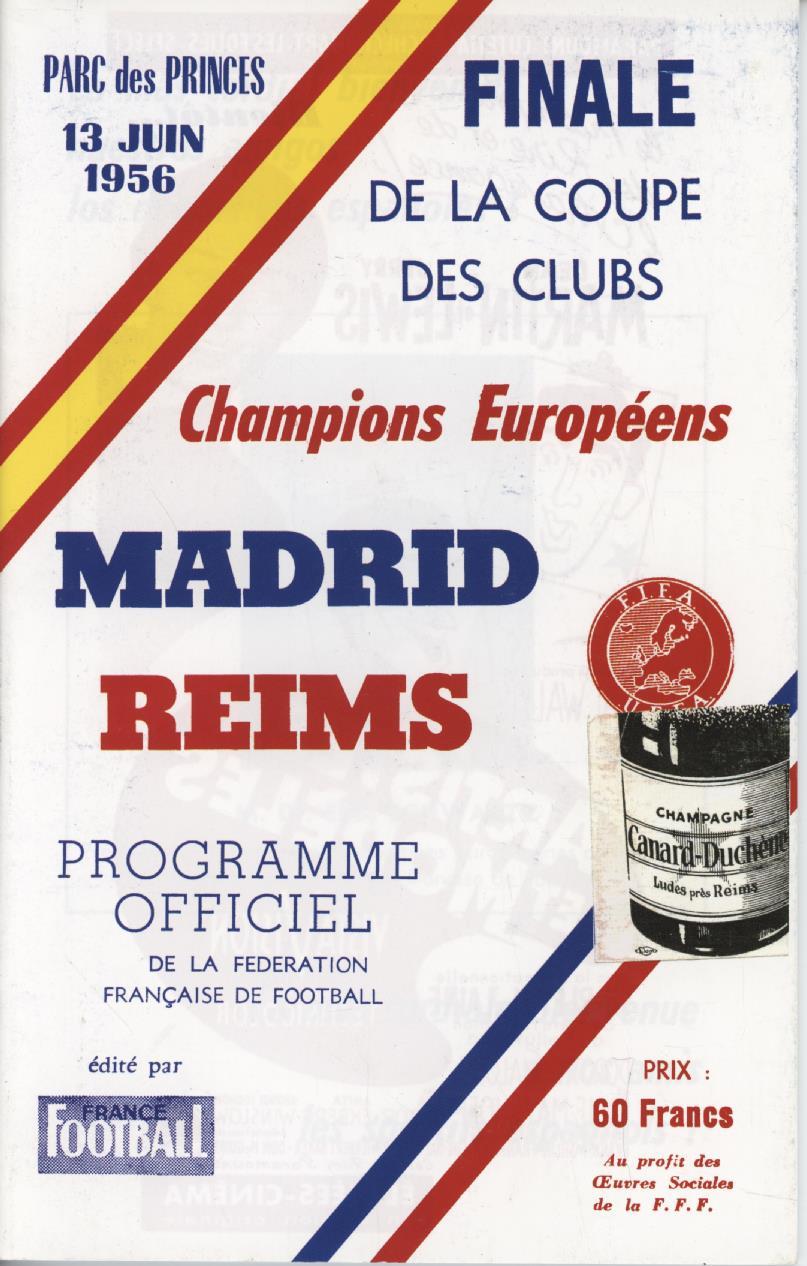 PARC des PRINCES
13 JUIN
1956
FINALE
DE LA COUPE
DES CLUBS
Champions Européens
MADRID
REIMS
F.I.F.A.
CHAMPAGNE
Canard-Duchêne
Ludes près Reims
PROGRAMME
OFFICIEL
DE LA FEDERATION
FRANÇAISE DE FOOTBALL
édité par
FRANCE
FOOTBALL
PRIX :
60 Francs
Au profit des
Œuvres Sociales
de la F. F. F.